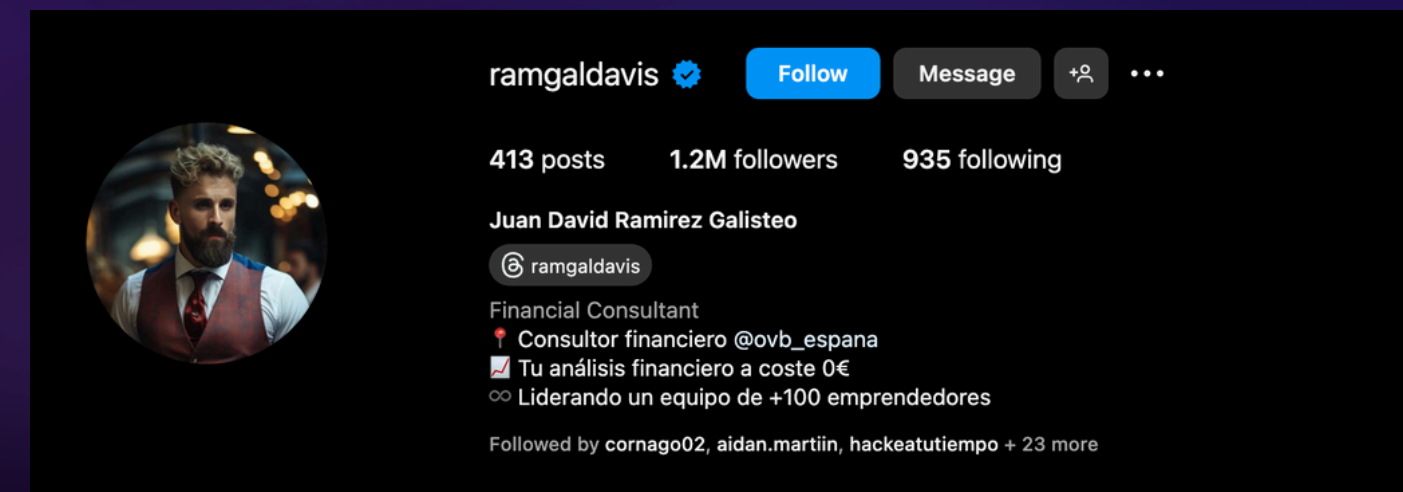 ramgaldavis Follow Message
413 posts 1.2M followers 935 following
Juan David Ramirez Galisteo
ramgaldavis
Financial Consultant
📍 Consultor financiero @ovb_espana
📈 Tu análisis financiero a coste 0€
♾ Liderando un equipo de +100 emprendedores
Followed by cornago02, aidan.martiin, hackeatutiempo + 23 more